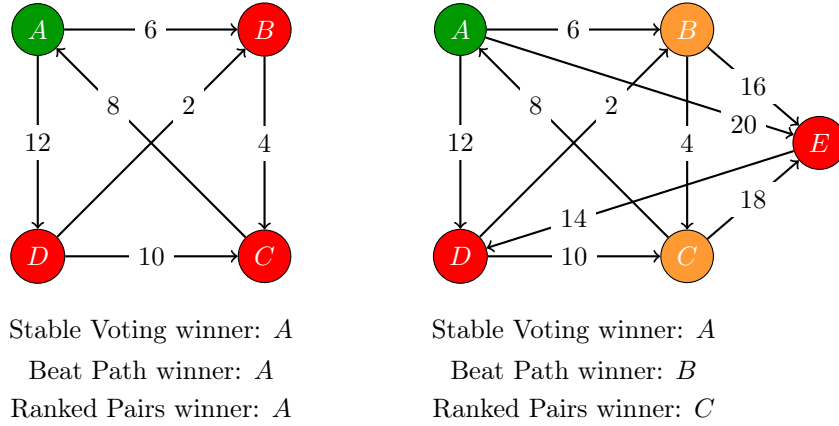 A
6
B
8
2
12
4
D
10
C
A
6
B
16
20
8
2
12
4
E
14
18
D
10
C
Stable Voting winner: A
Beat Path winner: A
Ranked Pairs winner: A
Stable Voting winner: A
Beat Path winner: B
Ranked Pairs winner: C